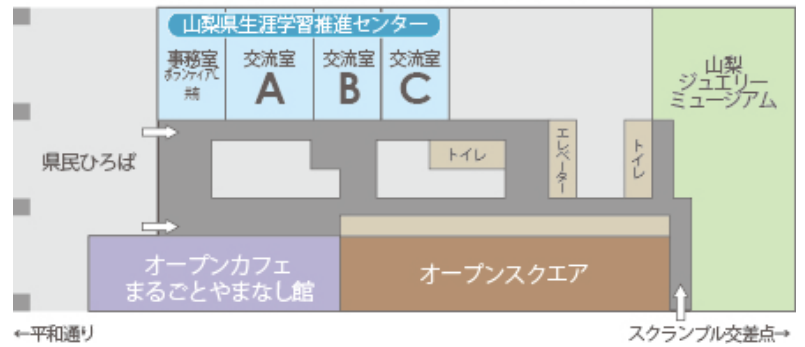 山梨県生涯学習推進センター
事務室
ボランティアC
共有
交流室
A
交流室
B
交流室
C
山梨
ジュエリー
ミュージアム
県民ひろば
トイレ
エレベーター
トイレ
オープンカフェ
まるごとやまなし館
オープンスクエア
←平和通り
スクランブル交差点→